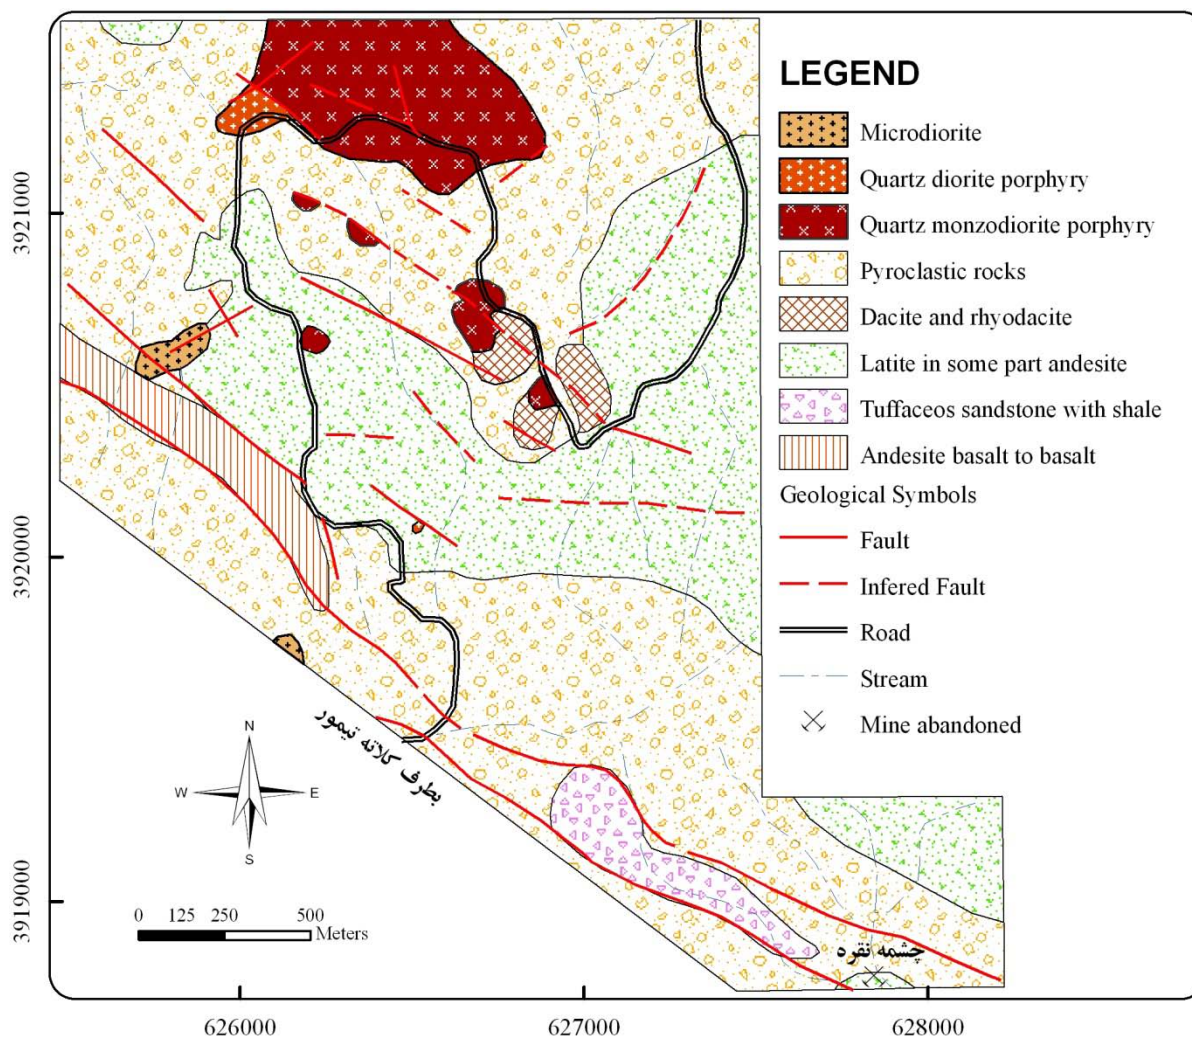 LEGEND
Microdiorite
Quartz diorite porphyry
Quartz monzodiorite porphyry
Pyroclastic rocks
Dacite and rhyodacite
Latite in some part andesite
Tuffaceos sandstone with shale
Andesite basalt to basalt
Geological Symbols
Fault
Infered Fault
Road
Stream
Mine abandoned
3921000
3920000
3919000
بطرف کلاته تیمور
N
W E
S
0 125 250 500
Meters
چشمه نقره
626000 627000 628000